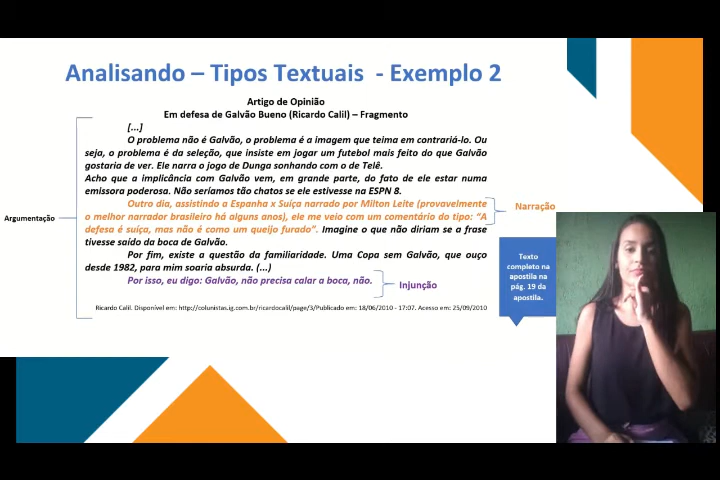 Analisando – Tipos Textuais - Exemplo 2
Artigo de Opinião
Em defesa de Galvão Bueno (Ricardo Calil) – Fragmento
[...]
O problema não é Galvão, o problema é a imagem que teima em contrariá-lo. Ou
seja, o problema é da seleção, que insiste em jogar um futebol mais feito do que Galvão
gostaria de ver. Ele narra o jogo de Dunga sonhando com o de Telê.
Acho que a implicância com Galvão vem, em grande parte, do fato de ele estar numa
emissora poderosa. Não seríamos tão chatos se ele estivesse na ESPN 8.
Outro dia, assistindo a Espanha x Suíça narrado por Milton Leite (provavelmente
o melhor narrador brasileiro há alguns anos), ele me veio com um comentário do tipo: “A
defesa é suíça, mas não é como um queijo furado”. Imagine o que não diriam se a frase
tivesse saído da boca de Galvão.
Por fim, existe a questão da familiaridade. Uma Copa sem Galvão, que ouço
desde 1982, para mim soaria absurda. (...)
Por isso, eu digo: Galvão, não precisa calar a boca, não.
Ricardo Calil. Disponível em: http://colunistas.ig.com.br/ricardocalil/page/3/Publicado em: 18/06/2010 - 17:07. Acesso em: 25/09/2010
Argumentação
Narração
Injunção
Texto
completo na
apostila na
pág. 19 da
apostila.